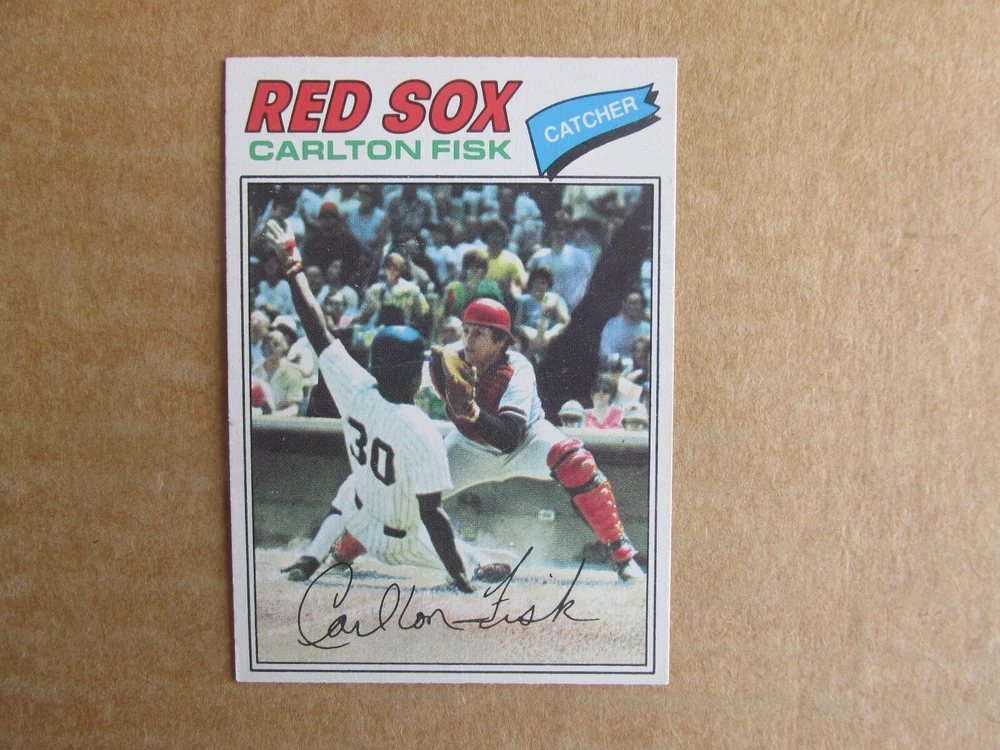 RED SOX
CARLTON FISK
CATCHER
30
Carlton Fisk